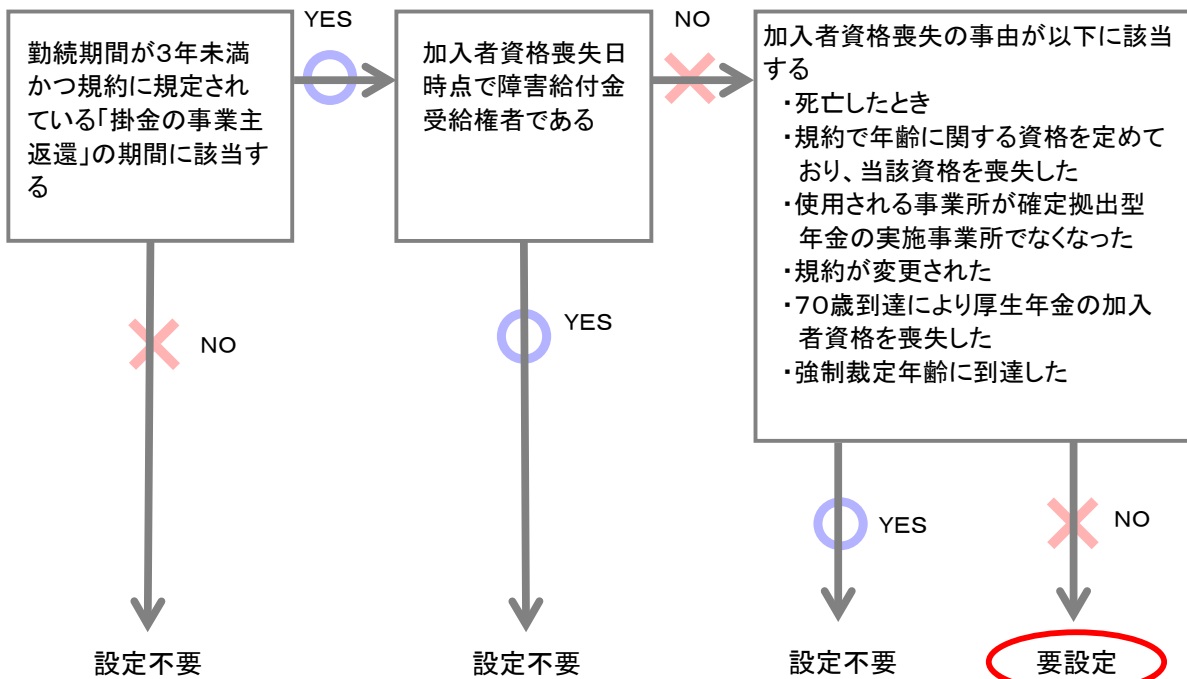 勤続期間が3年未満
かつ規約に規定され
ている「掛金の事業主
返還」の期間に該当す
る
YES
加入者資格喪失日
時点で障害給付金
受給権者である
NO
加入者資格喪失の事由が以下に該当
する
・死亡したとき
・規約で年齢に関する資格を定めて
おり、当該資格を喪失した
・使用される事業所が確定拠出型
年金の実施事業所でなくなった
・規約が変更された
・70歳到達により厚生年金の加入
者資格を喪失した
・強制裁定年齢に到達した
NO
YES
YES
NO
設定不要
設定不要
設定不要
要設定